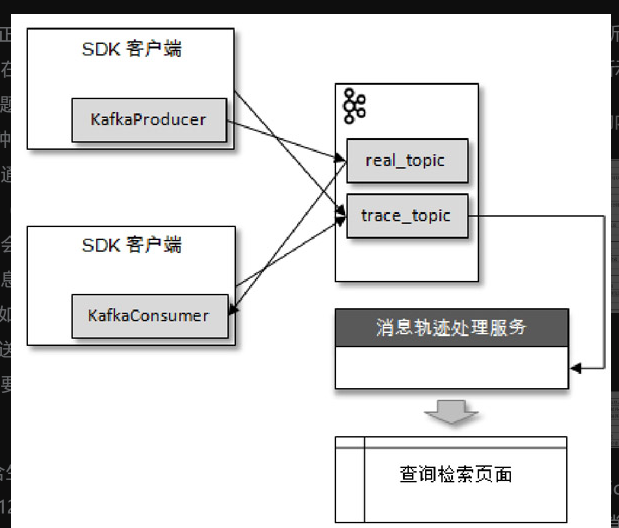 SDK 客户端
KafkaProducer
real_topic
trace_topic
SDK 客户端
KafkaConsumer
消息轨迹处理服务
查询检索页面